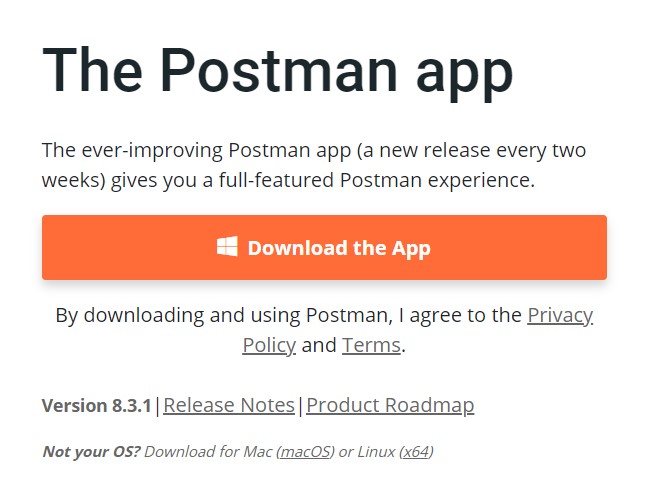 The Postman app
The ever-improving Postman app (a new release every two
weeks) gives you a full-featured Postman experience.
Download the App
By downloading and using Postman, I agree to the Privacy
Policy and Terms.
Version 8.3.1|Release Notes|Product Roadmap
Not your OS? Download for Mac (macOS) or Linux (x64)